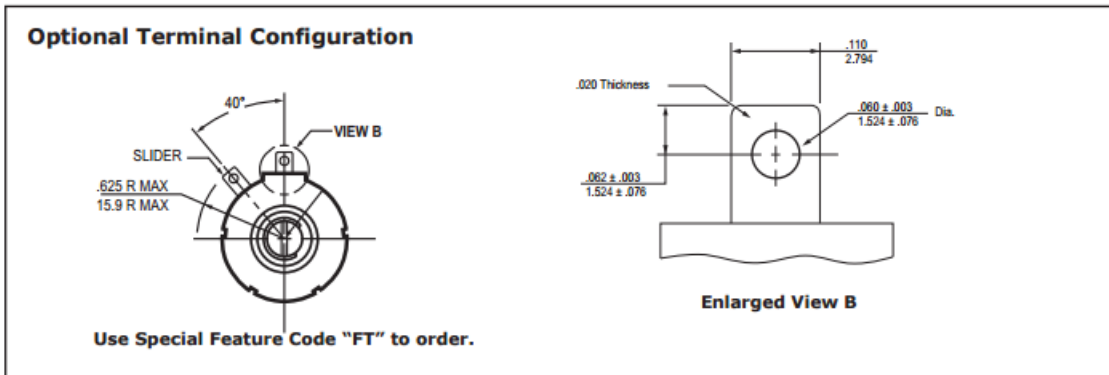 Optional Terminal Configuration
40°
VIEW B
SLIDER
.625 R MAX
15.9 R MAX
Use Special Feature Code “FT” to order.
.110
2.794
.020 Thickness
.060 ± .003
1.524 ± .076
Dia.
.062 ± .003
1.524 ± .076
Enlarged View B